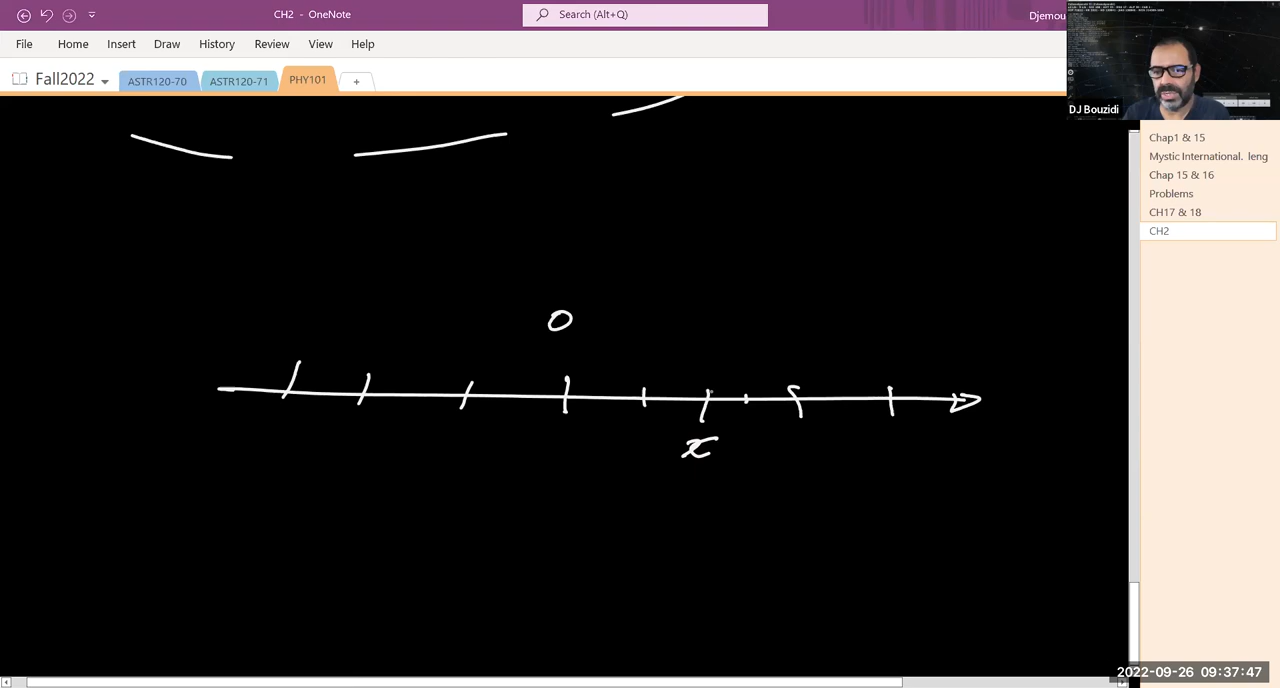 CH2 - OneNote
Search (Alt+Q)
Djemou
File Home Insert Draw History Review View Help
Fall2022 ASTR120-70 ASTR120-71 PHY101 +
DJ Bouzidi
Chap1 & 15
Mystic International. leng
Chap 15 & 16
Problems
CH17 & 18
CH2
0
x
2022-09-26 09:37:47